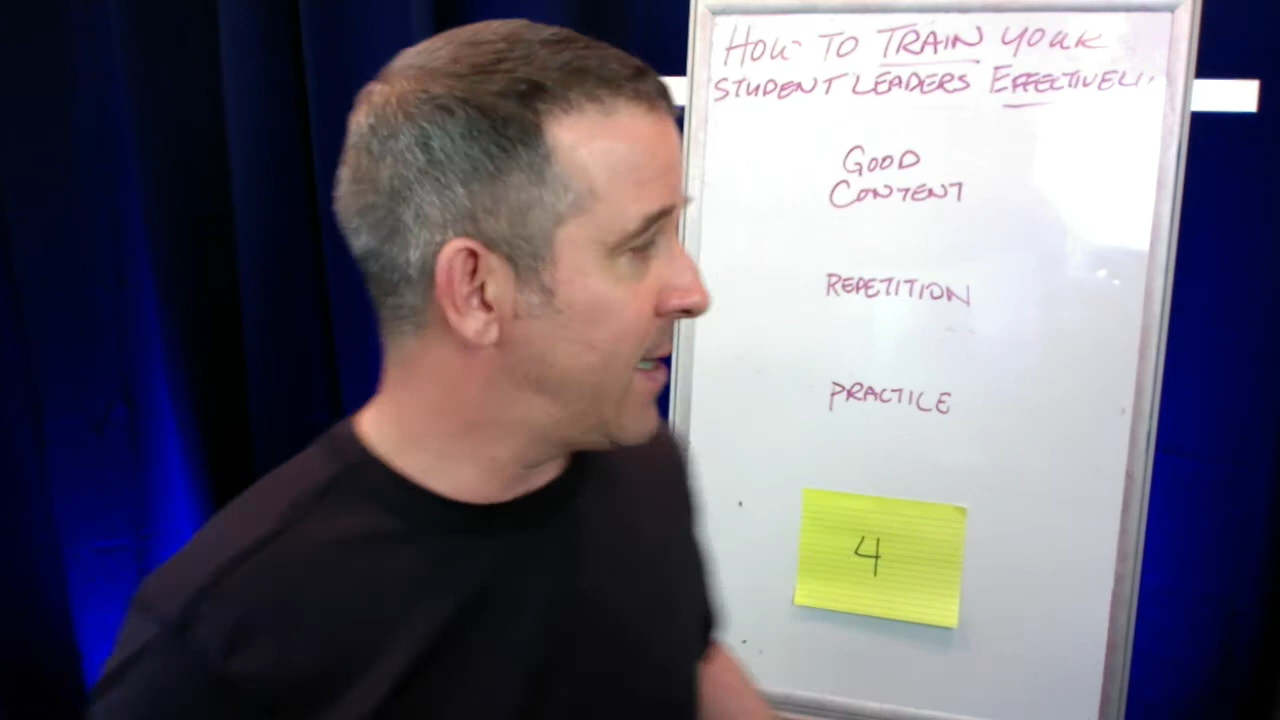 HOW TO TRAIN YOUR
STUDENT LEADERS EFFECTIVELY
GOOD
CONTENT
REPETITION
PRACTICE
4